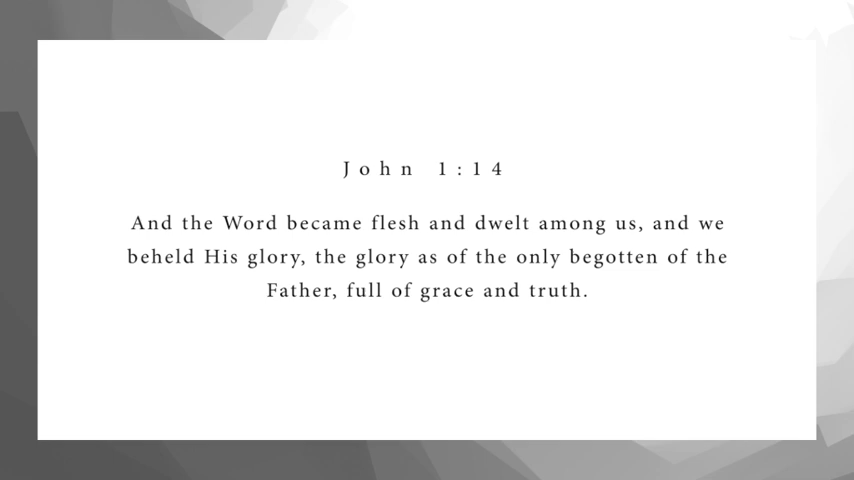 John 1:14
And the Word became flesh and dwelt among us, and we
beheld His glory, the glory as of the only begotten of the
Father, full of grace and truth.